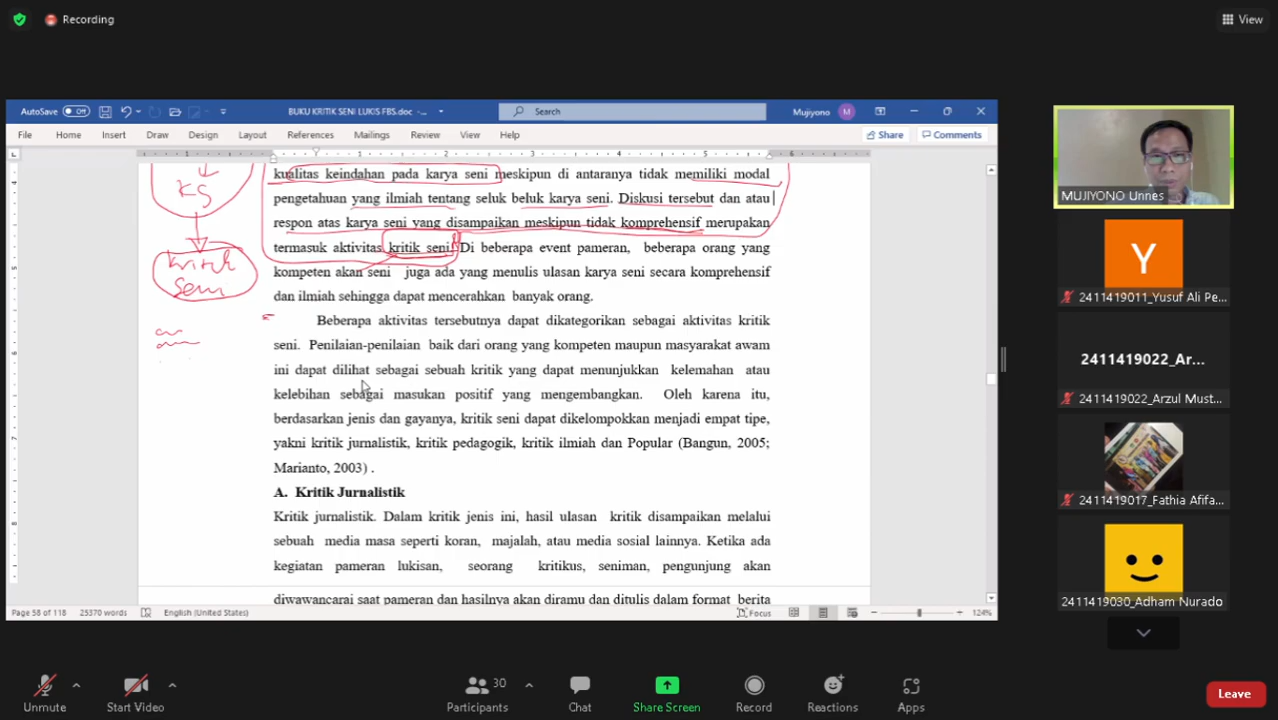 Recording
View
AutoSave Off
BUKU KRITIK SENI LUKIS FBS.doc -...
Search
Mujiyono M
File Home Insert Draw Design Layout References Mailings Review View Help
Share Comments
kualitas keindahan pada karya seni meskipun di antaranya tidak memiliki modal
pengetahuan yang ilmiah tentang seluk beluk karya seni. Diskusi tersebut dan atau
respon atas karya seni yang disampaikan meskipun tidak komprehensif merupakan
termasuk aktivitas kritik seni. Di beberapa event pameran, beberapa orang yang
kompeten akan seni juga ada yang menulis ulasan karya seni secara komprehensif
dan ilmiah sehingga dapat mencerahkan banyak orang.
KS
Kritik
Seni
Beberapa aktivitas tersebutnya dapat dikategorikan sebagai aktivitas kritik
seni. Penilaian-penilaian baik dari orang yang kompeten maupun masyarakat awam
ini dapat dilihat sebagai sebuah kritik yang dapat menunjukkan kelemahan atau
kelebihan sebagai masukan positif yang mengembangkan. Oleh karena itu,
berdasarkan jenis dan gayanya, kritik seni dapat dikelompokkan menjadi empat tipe,
yakni kritik jurnalistik, kritik pedagogik, kritik ilmiah dan Popular (Bangun, 2005;
Marianto, 2003) .
A. Kritik Jurnalistik
Kritik jurnalistik. Dalam kritik jenis ini, hasil ulasan kritik disampaikan melalui
sebuah media masa seperti koran, majalah, atau media sosial lainnya. Ketika ada
kegiatan pameran lukisan, seorang kritikus, seniman, pengunjung akan
diwawancarai saat pameran dan hasilnya akan diramu dan ditulis dalam format berita
Page 58 of 118 25370 words English (United States) Focus 124%
MUJIYONO Unnes
Y
2411419011_Yusuf Ali Pe...
2411419022_Ar...
2411419022_Arzul Must...
2411419017_Fathia Afifa...
2411419030_Adham Nurado
Unmute
Start Video
30
Participants
Chat
Share Screen
Record
Reactions
Apps
Leave